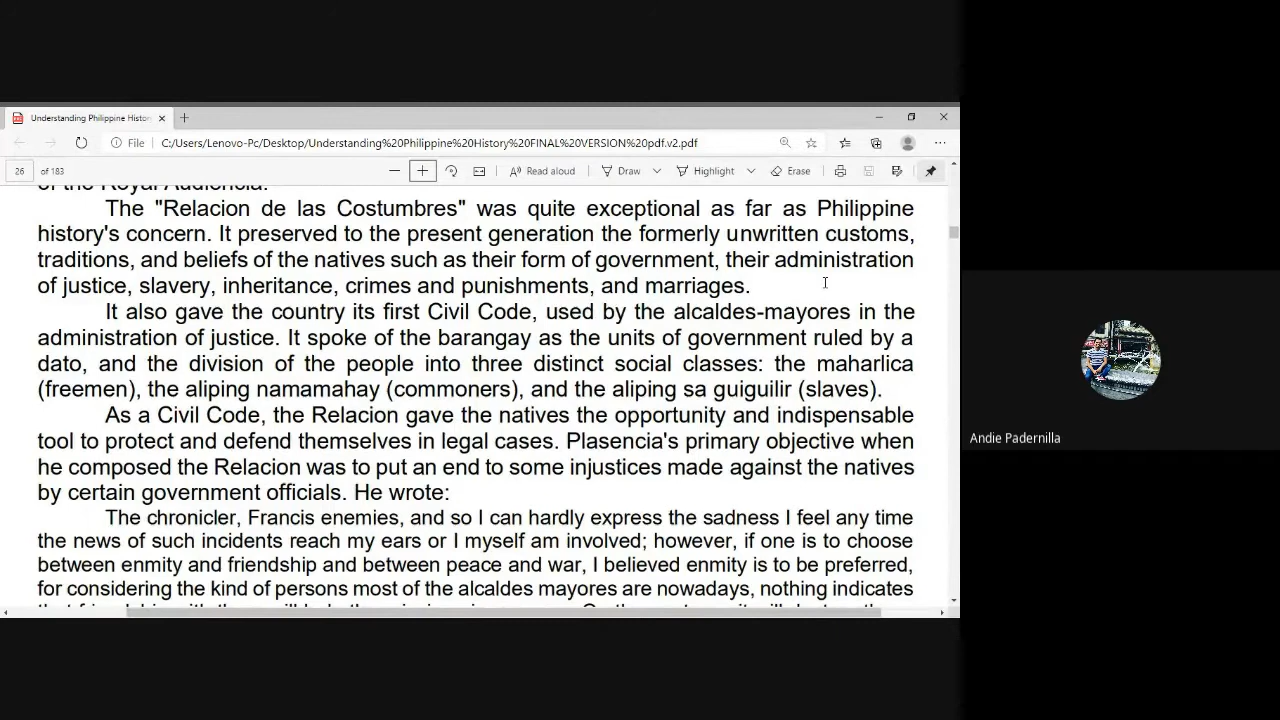 Understanding Philippine Histor
File C:/Users/Lenovo-Pc/Desktop/Understanding%20Philippine%20History%20FINAL%20VERSION%20pdf.v2.pdf
26 of 183 Read aloud Draw Highlight Erase
of the Royal Audiencia.
The "Relacion de las Costumbres" was quite exceptional as far as Philippine
history's concern. It preserved to the present generation the formerly unwritten customs,
traditions, and beliefs of the natives such as their form of government, their administration
of justice, slavery, inheritance, crimes and punishments, and marriages.
It also gave the country its first Civil Code, used by the alcaldes-mayores in the
administration of justice. It spoke of the barangay as the units of government ruled by a
dato, and the division of the people into three distinct social classes: the maharlica
(freemen), the aliping namamahay (commoners), and the aliping sa guiguilir (slaves).
As a Civil Code, the Relacion gave the natives the opportunity and indispensable
tool to protect and defend themselves in legal cases. Plasencia's primary objective when
he composed the Relacion was to put an end to some injustices made against the natives
by certain government officials. He wrote:
The chronicler, Francis enemies, and so I can hardly express the sadness I feel any time
the news of such incidents reach my ears or I myself am involved; however, if one is to choose
between enmity and friendship and between peace and war, I believed enmity is to be preferred,
for considering the kind of persons most of the alcaldes mayores are nowadays, nothing indicates
Andie Padernilla